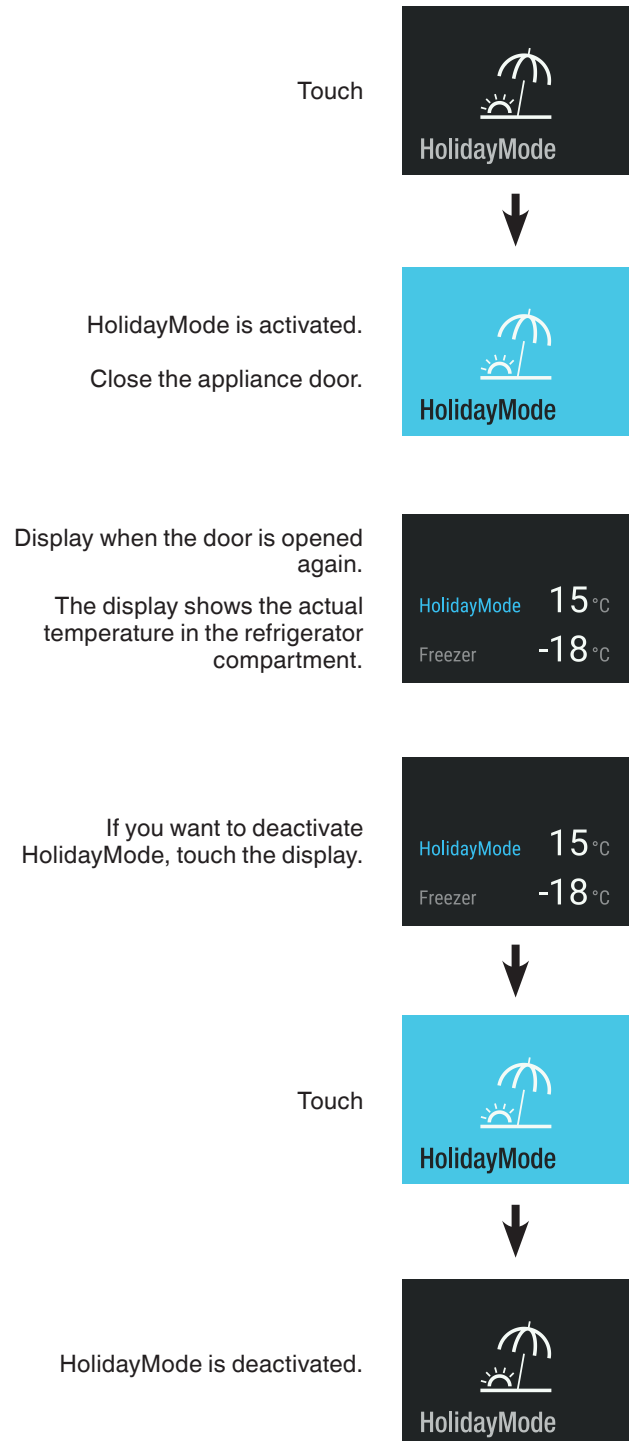 Touch
HolidayMode
HolidayMode is activated.
Close the appliance door.
HolidayMode
Display when the door is opened
again.
The display shows the actual
temperature in the refrigerator
compartment.
HolidayMode 15 °C
Freezer -18 °C
If you want to deactivate
HolidayMode, touch the display.
HolidayMode 15 °C
Freezer -18 °C
Touch
HolidayMode
HolidayMode is deactivated.
HolidayMode